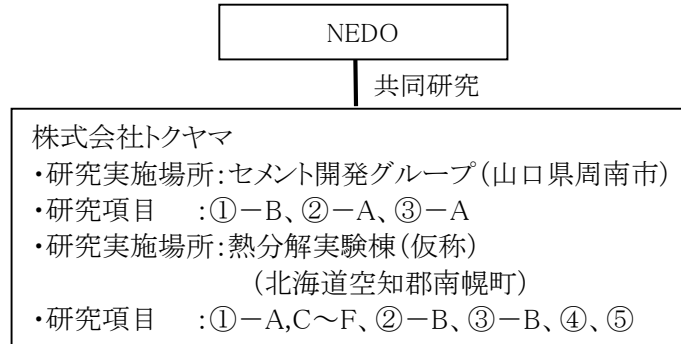 NEDO
共同研究
株式会社トクヤマ
・研究実施場所:セメント開発グループ(山口県周南市)
・研究項目　:①－B、②－A、③－A
・研究実施場所:熱分解実験棟(仮称)
(北海道空知郡南幌町)
・研究項目　:①－A,C～F、②－B、③－B、④、⑤